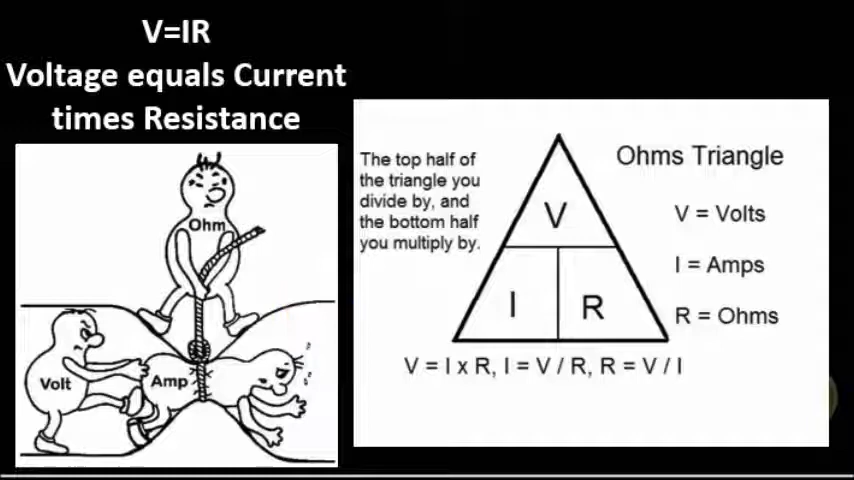 V=IR
Voltage equals Current
times Resistance
Ohm
Volt
Amp
The top half of
the triangle you
divide by, and
the bottom half
you multiply by.
Ohms Triangle
V
I
R
V = Volts
I = Amps
R = Ohms
V = I x R, I = V / R, R = V / I